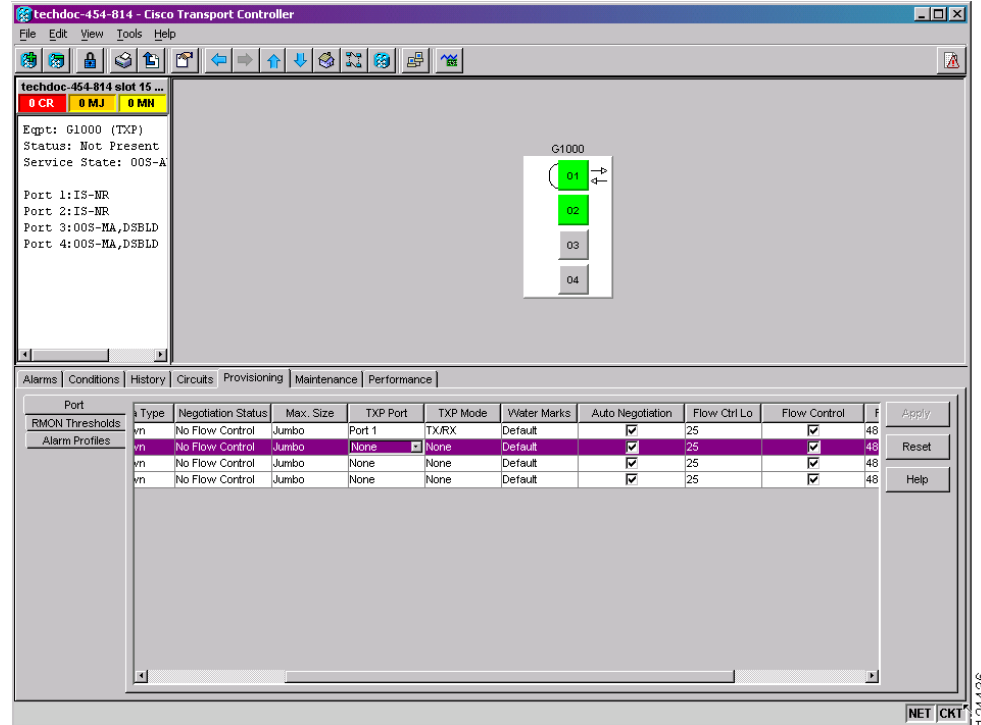 techdoc-454-814 - Cisco Transport Controller
File Edit View Tools Help
techdoc-454-814 slot 15 ...
0 CR 0 MJ 0 MN
Eqpt: G1000 (TXP)
Status: Not Present
Service State: OOS-A
Port 1:IS-NR
Port 2:IS-NR
Port 3:OOS-MA,DSBLD
Port 4:OOS-MA,DSBLD
G1000
01
02
03
04
Alarms Conditions History Circuits Provisioning Maintenance Performance
Port
RMON Thresholds
Alarm Profiles
Type Negotiation Status Max. Size TXP Port TXP Mode Water Marks Auto Negotiation Flow Ctrl Lo Flow Control F
wn No Flow Control Jumbo Port 1 TX/RX Default 25 48
wn No Flow Control Jumbo None None Default 25 48
wn No Flow Control Jumbo None None Default 25 48
wn No Flow Control Jumbo None None Default 25 48
Apply
Reset
Help
NET CKT